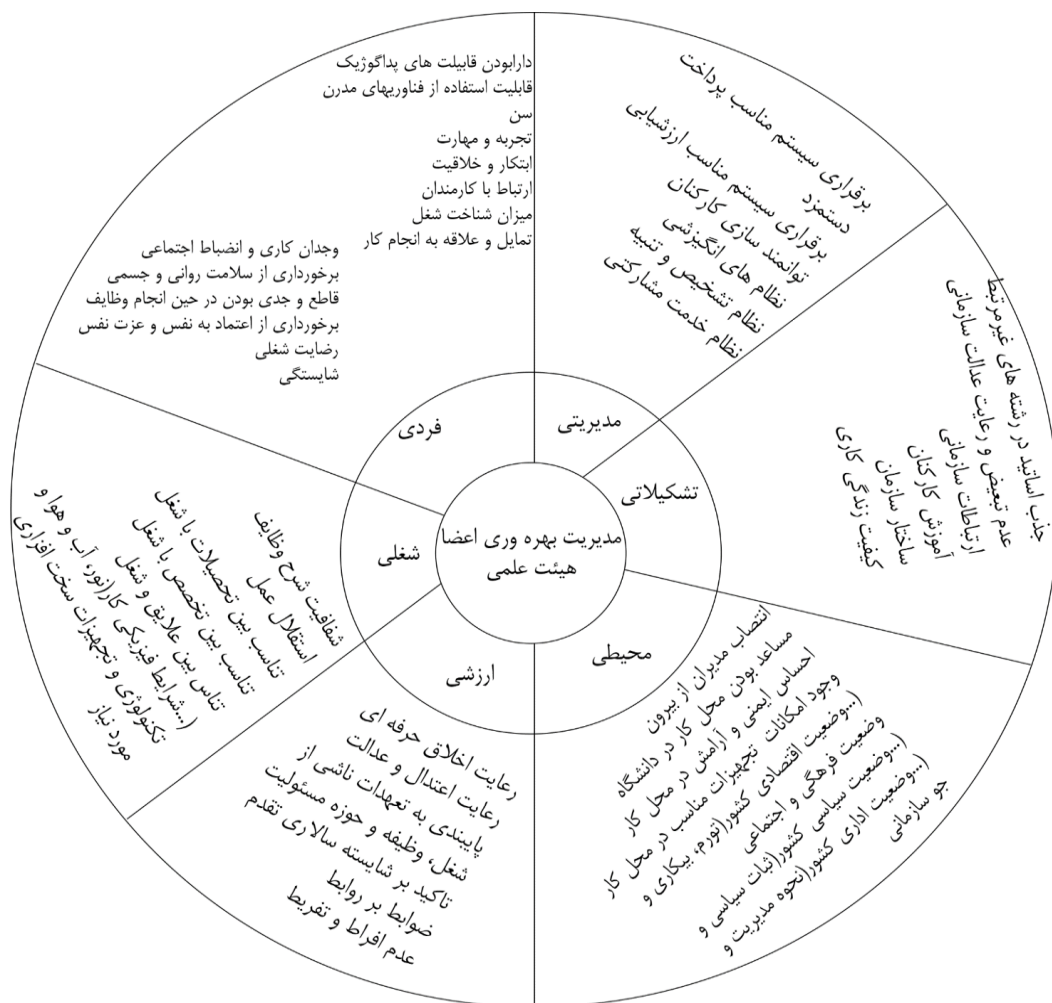 مدیریت بهره وری اعضا
هیئت علمی
مدیریتی
تشکیلاتی
محیطی
ارزشی
شغلی
فردی
برقراری سیستم مناسب پرداخت
دستمزد
برقراری سیستم مناسب ارزشیابی
توانمند سازی کارکنان
نظام های انگیزشی
نظام تشخیص و تنبیه
نظام خدمت مشارکتی
جذب اساتید در رشته های غیرمرتبط
عدم تبعیض و رعایت عدالت سازمانی
ارتباطات سازمانی
آموزش کارکنان
ساختار سازمان
کیفیت زندگی کاری
انتصاب مدیران از بیرون
مساعد بودن محل کار در دانشگاه
احساس ایمنی و آرامش در محل کار
وجود امکانات تجهیزات مناسب در محل کار
(...وضعیت اقتصادی کشور(تورم، بیکاری و
وضعیت فرهگی و اجتماعی
(...وضعیت سیاسی کشور(ثبات سیاسی و
(...وضعیت اداری کشور(نحوه مدیریت و
جو سازمانی
رعایت اخلاق حرفه ای
رعایت اعتدال و عدالت
پایبندی به تعهدات ناشی از
شغل، وظیفه و حوزه مسئولیت
تاکید بر شایسته سالاری تقدم
ضوابط بر روابط
عدم افراط و تفریط
شفافیت شرح وظایف
استقلال عمل
تناسب بین تحصیلات با شغل
تناسب بین تخصص با شغل
تناس بین علایق و شغل
(...شرایط فیزیکی کار(نور، آب و هوا و
تکنولوژی و تجهیزات سخت افزاری
مورد نیاز
دارابودن قابیلت های پداگوژیک
قابلیت استفاده از فناوریهای مدرن
سن
تجربه و مهارت
ابتکار و خلاقیت
ارتباط با کارمندان
میزان شناخت شغل
تمایل و علاقه به انجام کار
وجدان کاری و انضباط اجتماعی
برخورداری از سلامت روانی و جسمی
قاطع و جدی بودن در حین انجام وظایف
برخورداری از اعتماد به نفس و عزت نفس
رضایت شغلی
شایستگی